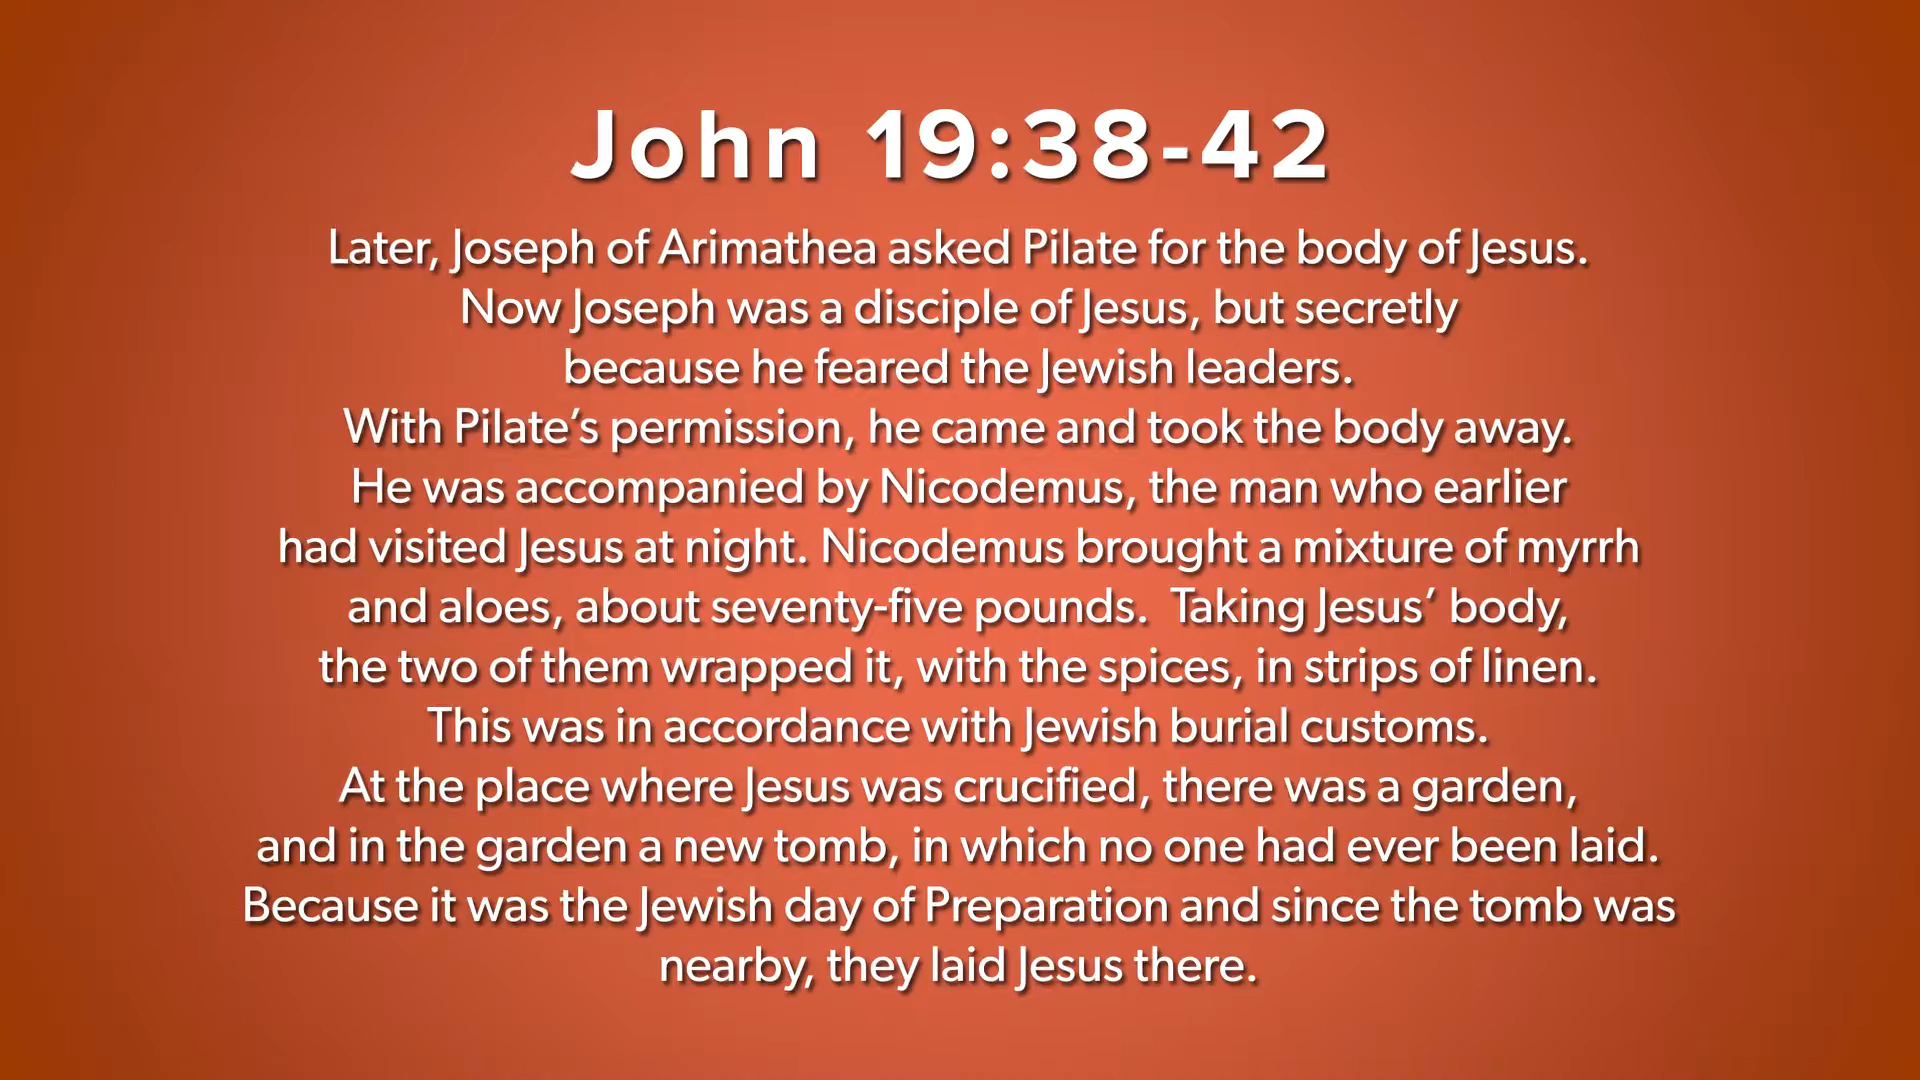 John 19:38-42
Later, Joseph of Arimathea asked Pilate for the body of Jesus.
Now Joseph was a disciple of Jesus, but secretly
because he feared the Jewish leaders.
With Pilate’s permission, he came and took the body away.
He was accompanied by Nicodemus, the man who earlier
had visited Jesus at night. Nicodemus brought a mixture of myrrh
and aloes, about seventy-five pounds.  Taking Jesus’ body,
the two of them wrapped it, with the spices, in strips of linen.
This was in accordance with Jewish burial customs.
At the place where Jesus was crucified, there was a garden,
and in the garden a new tomb, in which no one had ever been laid.
Because it was the Jewish day of Preparation and since the tomb was
nearby, they laid Jesus there.